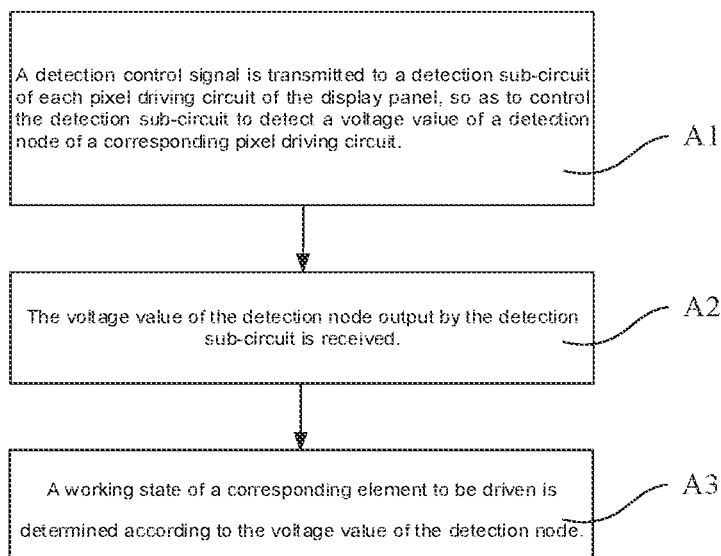 A detection control signal is transmitted to a detection sub-circuit
of each pixel driving circuit of the display panel, so as to control
the detection sub-circuit to detect a voltage value of a detection
node of a corresponding pixel driving circuit.
A1
The voltage value of the detection node output by the detection
sub-circuit is received.
A2
A working state of a corresponding element to be driven is
determined according to the voltage value of the detection node.
A3